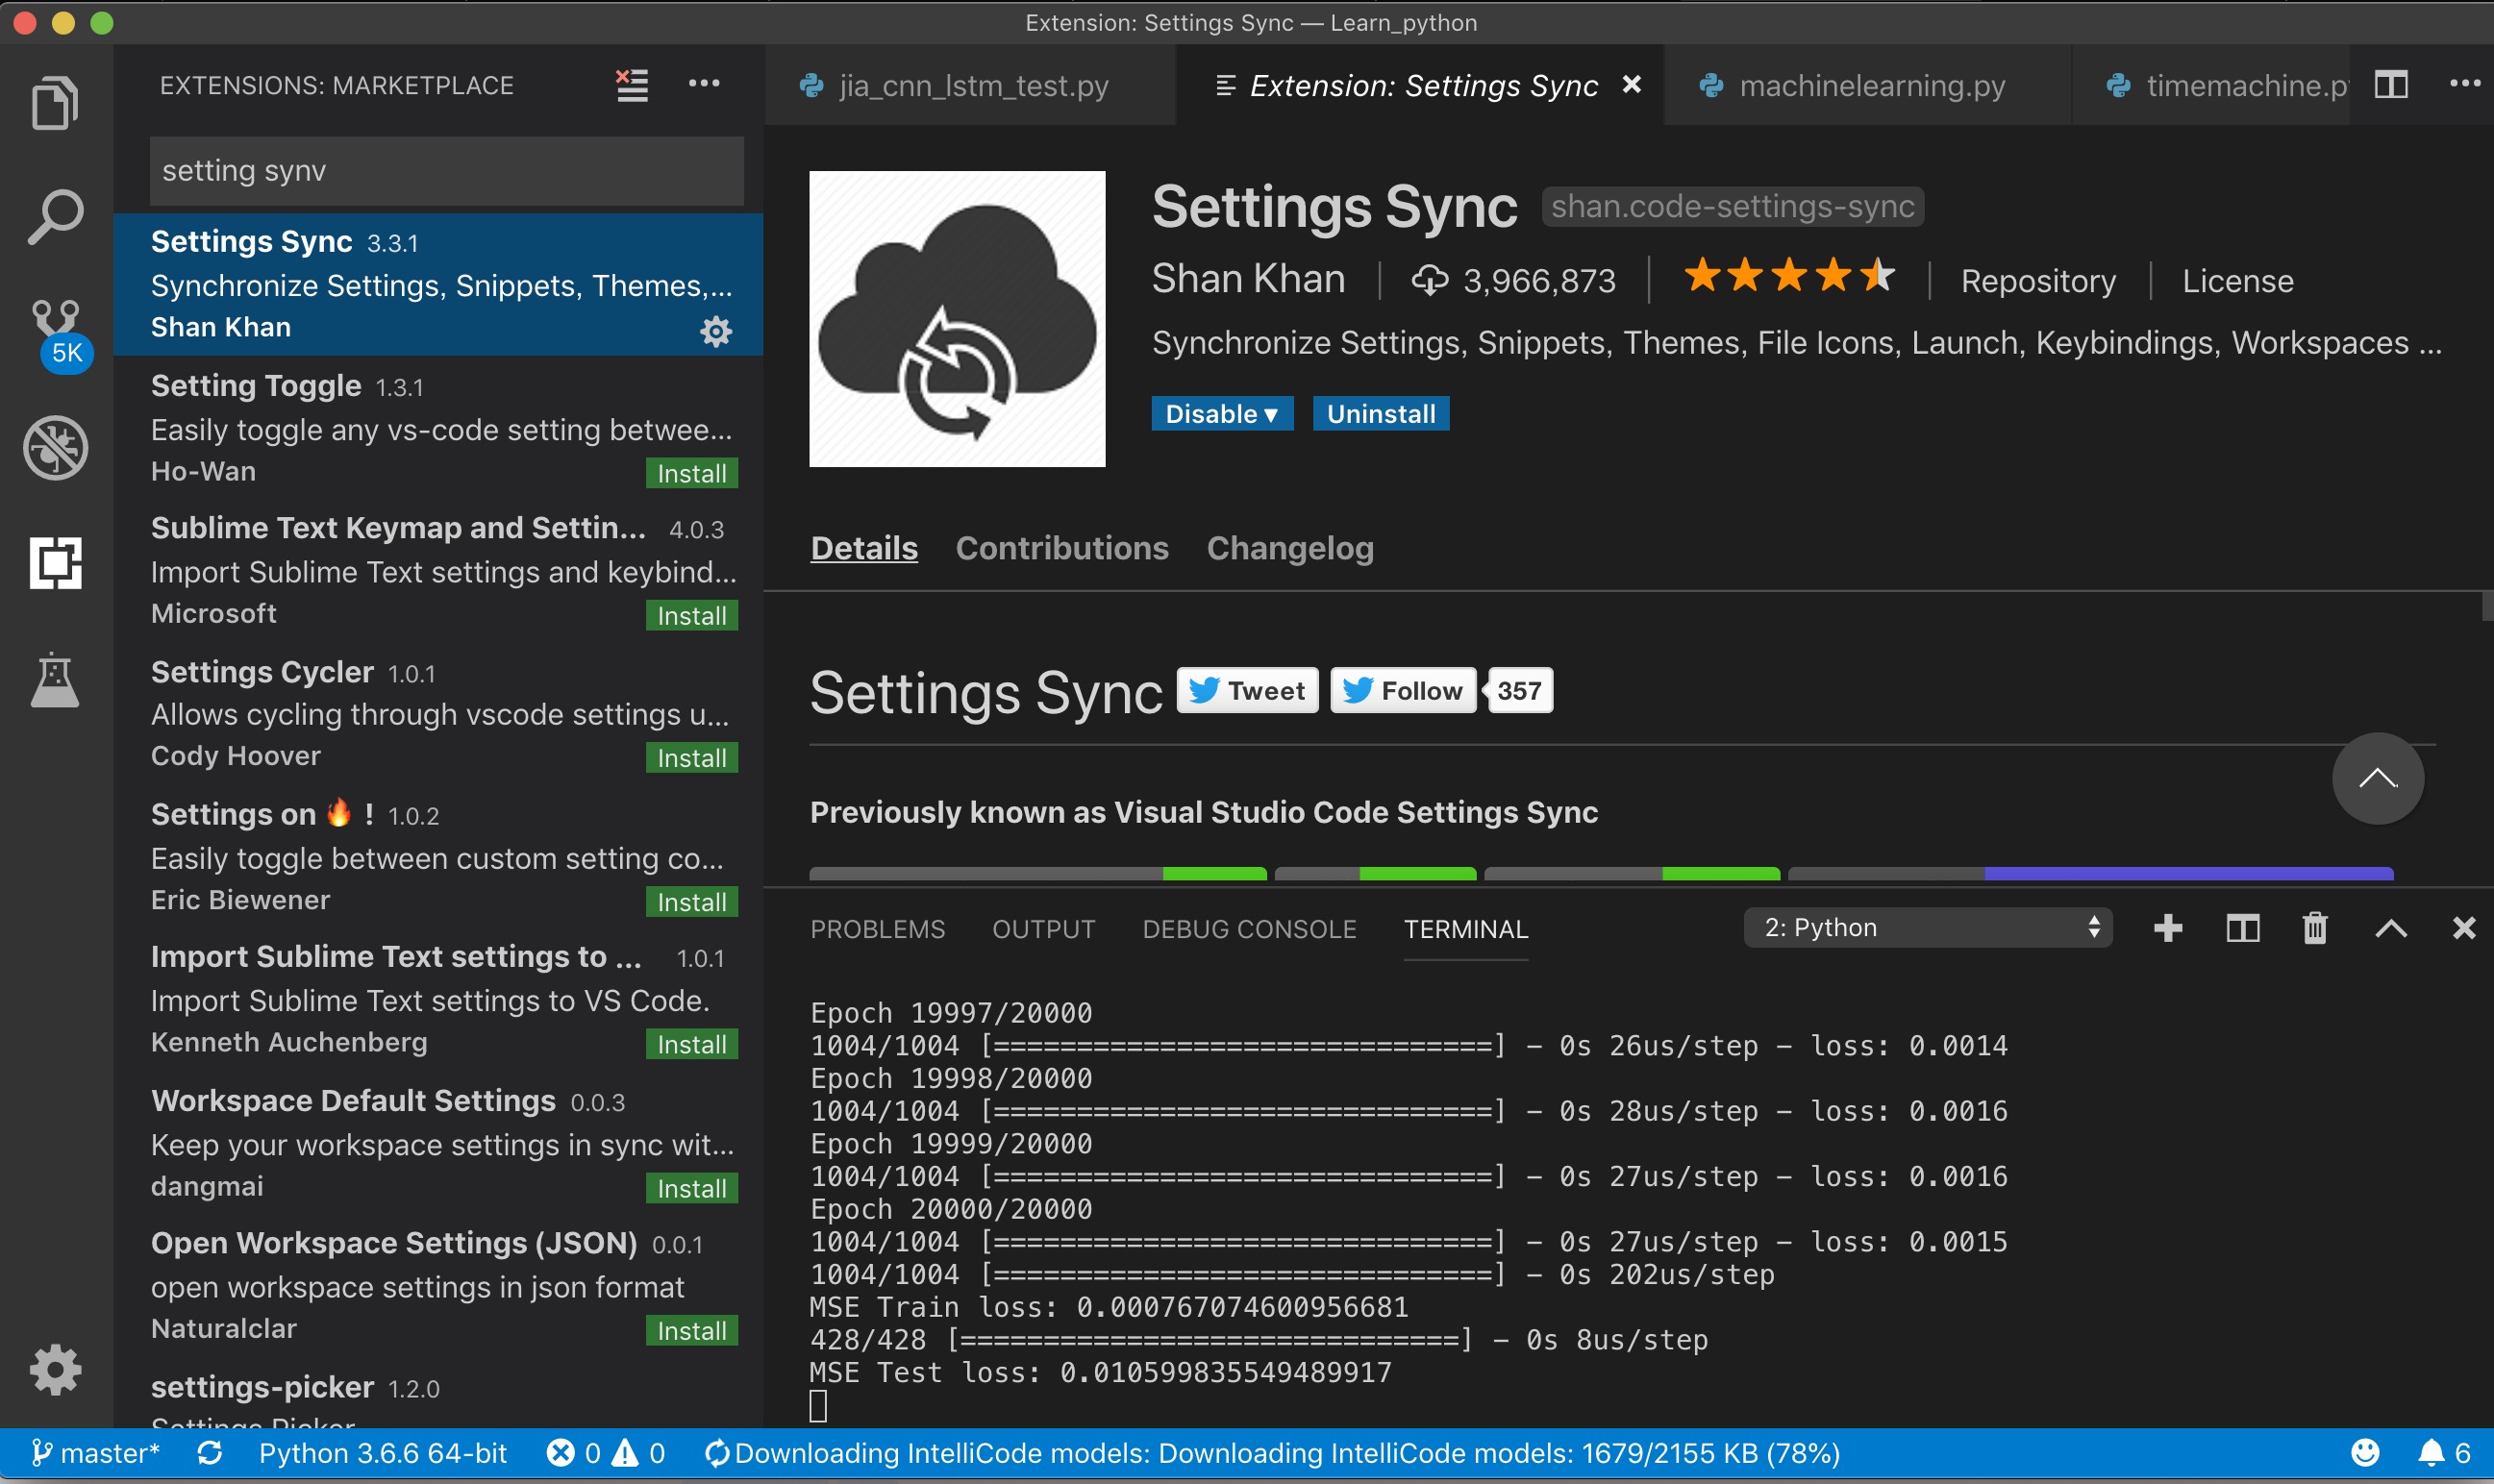 Extension: Settings Sync — Learn_python
EXTENSIONS: MARKETPLACE
setting synv
Settings Sync 3.3.1
Synchronize Settings, Snippets, Themes,...
Shan Khan
5K
Setting Toggle 1.3.1
Easily toggle any vs-code setting betwee...
Ho-Wan Install
Sublime Text Keymap and Settin... 4.0.3
Import Sublime Text settings and keybind...
Microsoft Install
Settings Cycler 1.0.1
Allows cycling through vscode settings u...
Cody Hoover Install
Settings on 🔥 ! 1.0.2
Easily toggle between custom setting co...
Eric Biewener Install
Import Sublime Text settings to ... 1.0.1
Import Sublime Text settings to VS Code.
Kenneth Auchenberg Install
Workspace Default Settings 0.0.3
Keep your workspace settings in sync wit...
dangmai Install
Open Workspace Settings (JSON) 0.0.1
open workspace settings in json format
Naturalclar Install
settings-picker 1.2.0
Settings Picker
jia_cnn_lstm_test.py Extension: Settings Sync machinelearning.py timemachine.p
Settings Sync shan.code-settings-sync
Shan Khan | 3,966,873 | Repository | License
Synchronize Settings, Snippets, Themes, File Icons, Launch, Keybindings, Workspaces ...
Disable ▾ Uninstall
Details Contributions Changelog
Settings Sync Tweet Follow 357
Previously known as Visual Studio Code Settings Sync
PROBLEMS OUTPUT DEBUG CONSOLE TERMINAL 2: Python
Epoch 19997/20000
1004/1004 [==============================] - 0s 26us/step - loss: 0.0014
Epoch 19998/20000
1004/1004 [==============================] - 0s 28us/step - loss: 0.0016
Epoch 19999/20000
1004/1004 [==============================] - 0s 27us/step - loss: 0.0016
Epoch 20000/20000
1004/1004 [==============================] - 0s 27us/step - loss: 0.0015
1004/1004 [==============================] - 0s 202us/step
MSE Train loss: 0.000767074600956681
428/428 [==============================] - 0s 8us/step
MSE Test loss: 0.010599835549489917
master* Python 3.6.6 64-bit 0 0 Downloading IntelliCode models: Downloading IntelliCode models: 1679/2155 KB (78%) 6